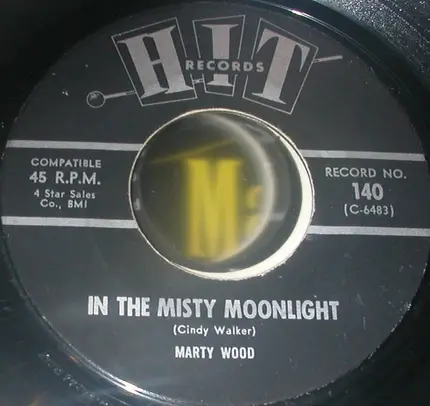 HIT
RECORDS
COMPATIBLE
45 R.P.M.
4 Star Sales
Co., BMI
RECORD NO.
140
(C-6483)
IN THE MISTY MOONLIGHT
(Cindy Walker)
MARTY WOOD